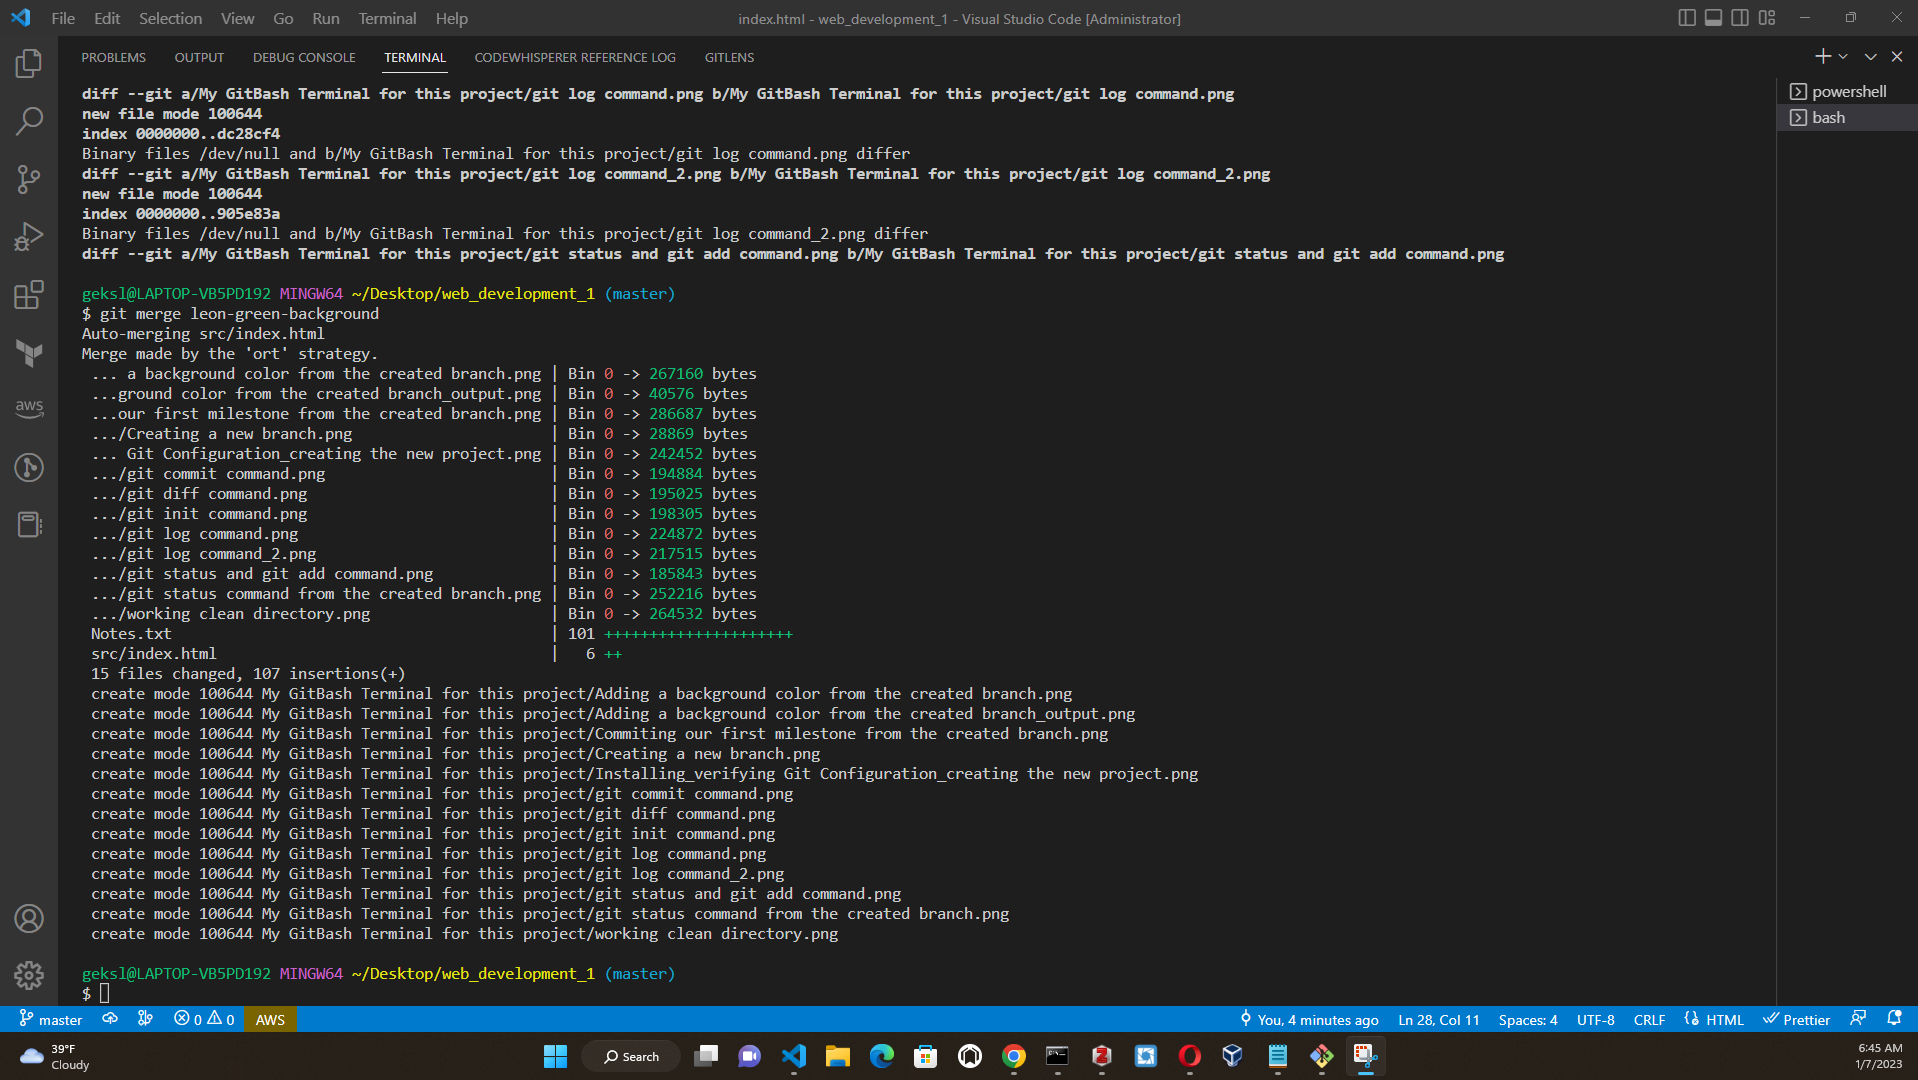 File Edit Selection View Go Run Terminal Help
index.html - web_development_1 - Visual Studio Code [Administrator]
PROBLEMS OUTPUT DEBUG CONSOLE TERMINAL CODEWHISPERER REFERENCE LOG GITLENS
powershell
bash
diff --git a/My GitBash Terminal for this project/git log command.png b/My GitBash Terminal for this project/git log command.png
new file mode 100644
index 0000000..dc28cf4
Binary files /dev/null and b/My GitBash Terminal for this project/git log command.png differ
diff --git a/My GitBash Terminal for this project/git log command_2.png b/My GitBash Terminal for this project/git log command_2.png
new file mode 100644
index 0000000..905e83a
Binary files /dev/null and b/My GitBash Terminal for this project/git log command_2.png differ
diff --git a/My GitBash Terminal for this project/git status and git add command.png b/My GitBash Terminal for this project/git status and git add command.png
geksl@LAPTOP-VB5PD192 MINGW64 ~/Desktop/web_development_1 (master)
$ git merge leon-green-background
Auto-merging src/index.html
Merge made by the 'ort' strategy.
... a background color from the created branch.png | Bin 0 -> 267160 bytes
...ground color from the created branch_output.png | Bin 0 -> 40576 bytes
...our first milestone from the created branch.png | Bin 0 -> 286687 bytes
.../Creating a new branch.png | Bin 0 -> 28869 bytes
... Git Configuration_creating the new project.png | Bin 0 -> 242452 bytes
.../git commit command.png | Bin 0 -> 194884 bytes
.../git diff command.png | Bin 0 -> 195025 bytes
.../git init command.png | Bin 0 -> 198305 bytes
.../git log command.png | Bin 0 -> 224872 bytes
.../git log command_2.png | Bin 0 -> 217515 bytes
.../git status and git add command.png | Bin 0 -> 185843 bytes
.../git status command from the created branch.png | Bin 0 -> 252216 bytes
.../working clean directory.png | Bin 0 -> 264532 bytes
Notes.txt | 101 +++++++++++++++++++++
src/index.html | 6 ++
15 files changed, 107 insertions(+)
create mode 100644 My GitBash Terminal for this project/Adding a background color from the created branch.png
create mode 100644 My GitBash Terminal for this project/Adding a background color from the created branch_output.png
create mode 100644 My GitBash Terminal for this project/Commiting our first milestone from the created branch.png
create mode 100644 My GitBash Terminal for this project/Creating a new branch.png
create mode 100644 My GitBash Terminal for this project/Installing_verifying Git Configuration_creating the new project.png
create mode 100644 My GitBash Terminal for this project/git commit command.png
create mode 100644 My GitBash Terminal for this project/git diff command.png
create mode 100644 My GitBash Terminal for this project/git init command.png
create mode 100644 My GitBash Terminal for this project/git log command.png
create mode 100644 My GitBash Terminal for this project/git log command_2.png
create mode 100644 My GitBash Terminal for this project/git status and git add command.png
create mode 100644 My GitBash Terminal for this project/git status command from the created branch.png
create mode 100644 My GitBash Terminal for this project/working clean directory.png
geksl@LAPTOP-VB5PD192 MINGW64 ~/Desktop/web_development_1 (master)
$
aws
master 0 0 AWS You, 4 minutes ago Ln 28, Col 11 Spaces: 4 UTF-8 CRLF HTML Prettier
39°F
Cloudy
Search
6:45 AM
1/7/2023